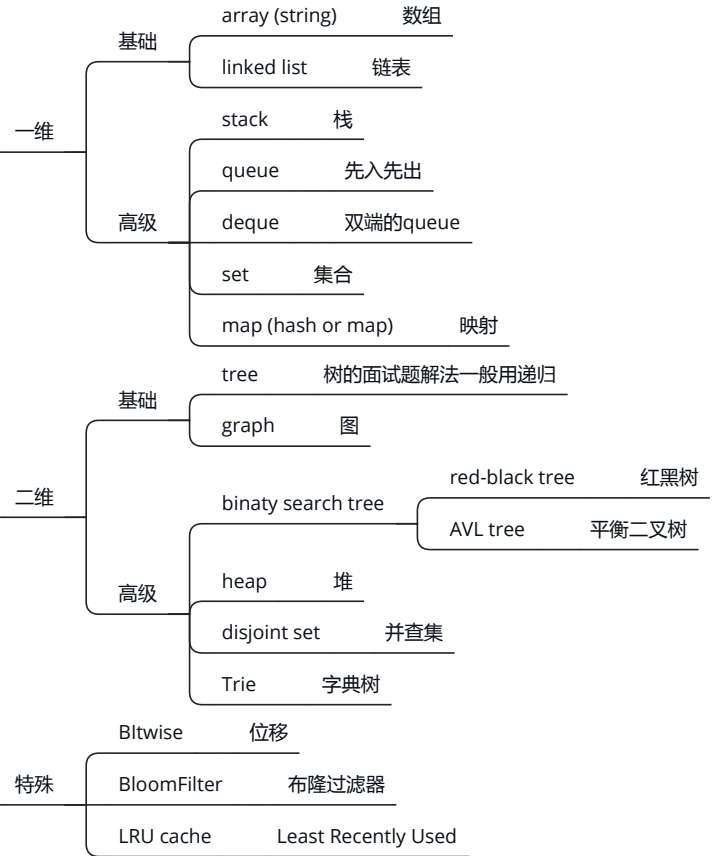 一维
基础
array (string) 数组
linked list 链表
高级
stack 栈
queue 先入先出
deque 双端的queue
set 集合
map (hash or map) 映射
二维
基础
tree 树的面试题解法一般用递归
graph 图
高级
binaty search tree
red-black tree 红黑树
AVL tree 平衡二叉树
heap 堆
disjoint set 并查集
Trie 字典树
特殊
BItwise 位移
BloomFilter 布隆过滤器
LRU cache Least Recently Used